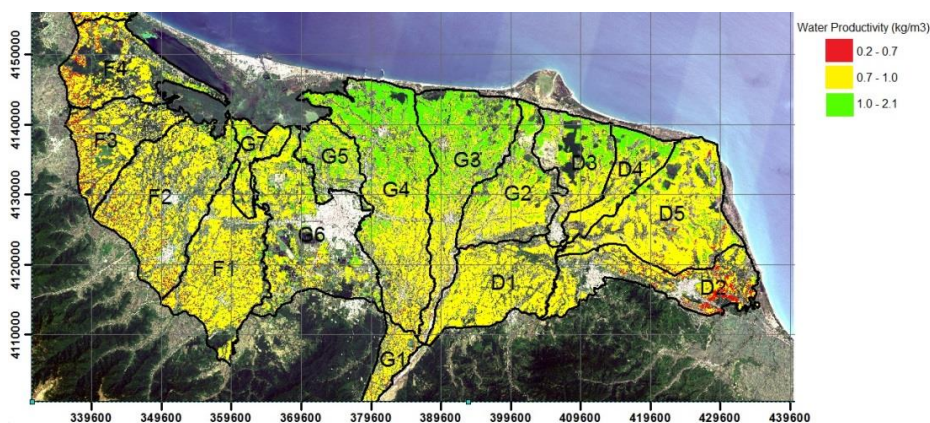 Water Productivity (kg/m3)
0.2 - 0.7
0.7 - 1.0
1.0 - 2.1
4150000
4140000
4130000
4120000
4110000
F4
F3
F2
F1
G7
G5
G6
G4
G3
G2
G1
D3
D4
D5
D1
D2
339600
349600
359600
369600
379600
389600
399600
409600
419600
429600
439600